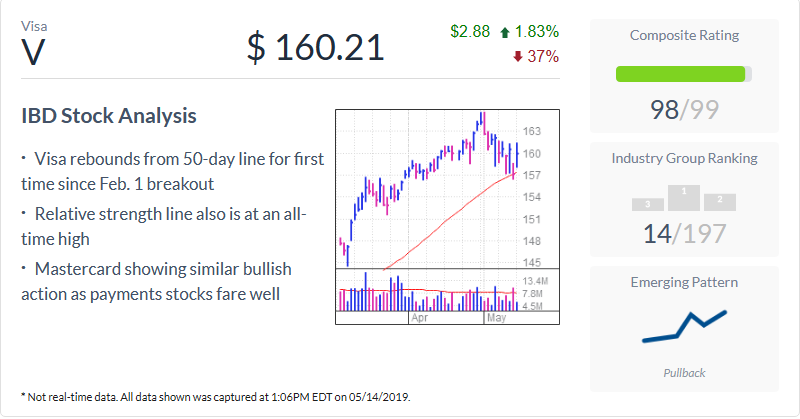 Visa
V
$ 160.21
$2.88 1.83%
37%
IBD Stock Analysis
· Visa rebounds from 50-day line for first
time since Feb. 1 breakout
· Relative strength line also is at an all-
time high
· Mastercard showing similar bullish
action as payments stocks fare well
163
160
157
154
151
148
145
13.4M
7.8M
4.5M
Apr May
Composite Rating
98/99
Industry Group Ranking
3 1 2
14/197
Emerging Pattern
Pullback
* Not real-time data. All data shown was captured at 1:06PM EDT on 05/14/2019.